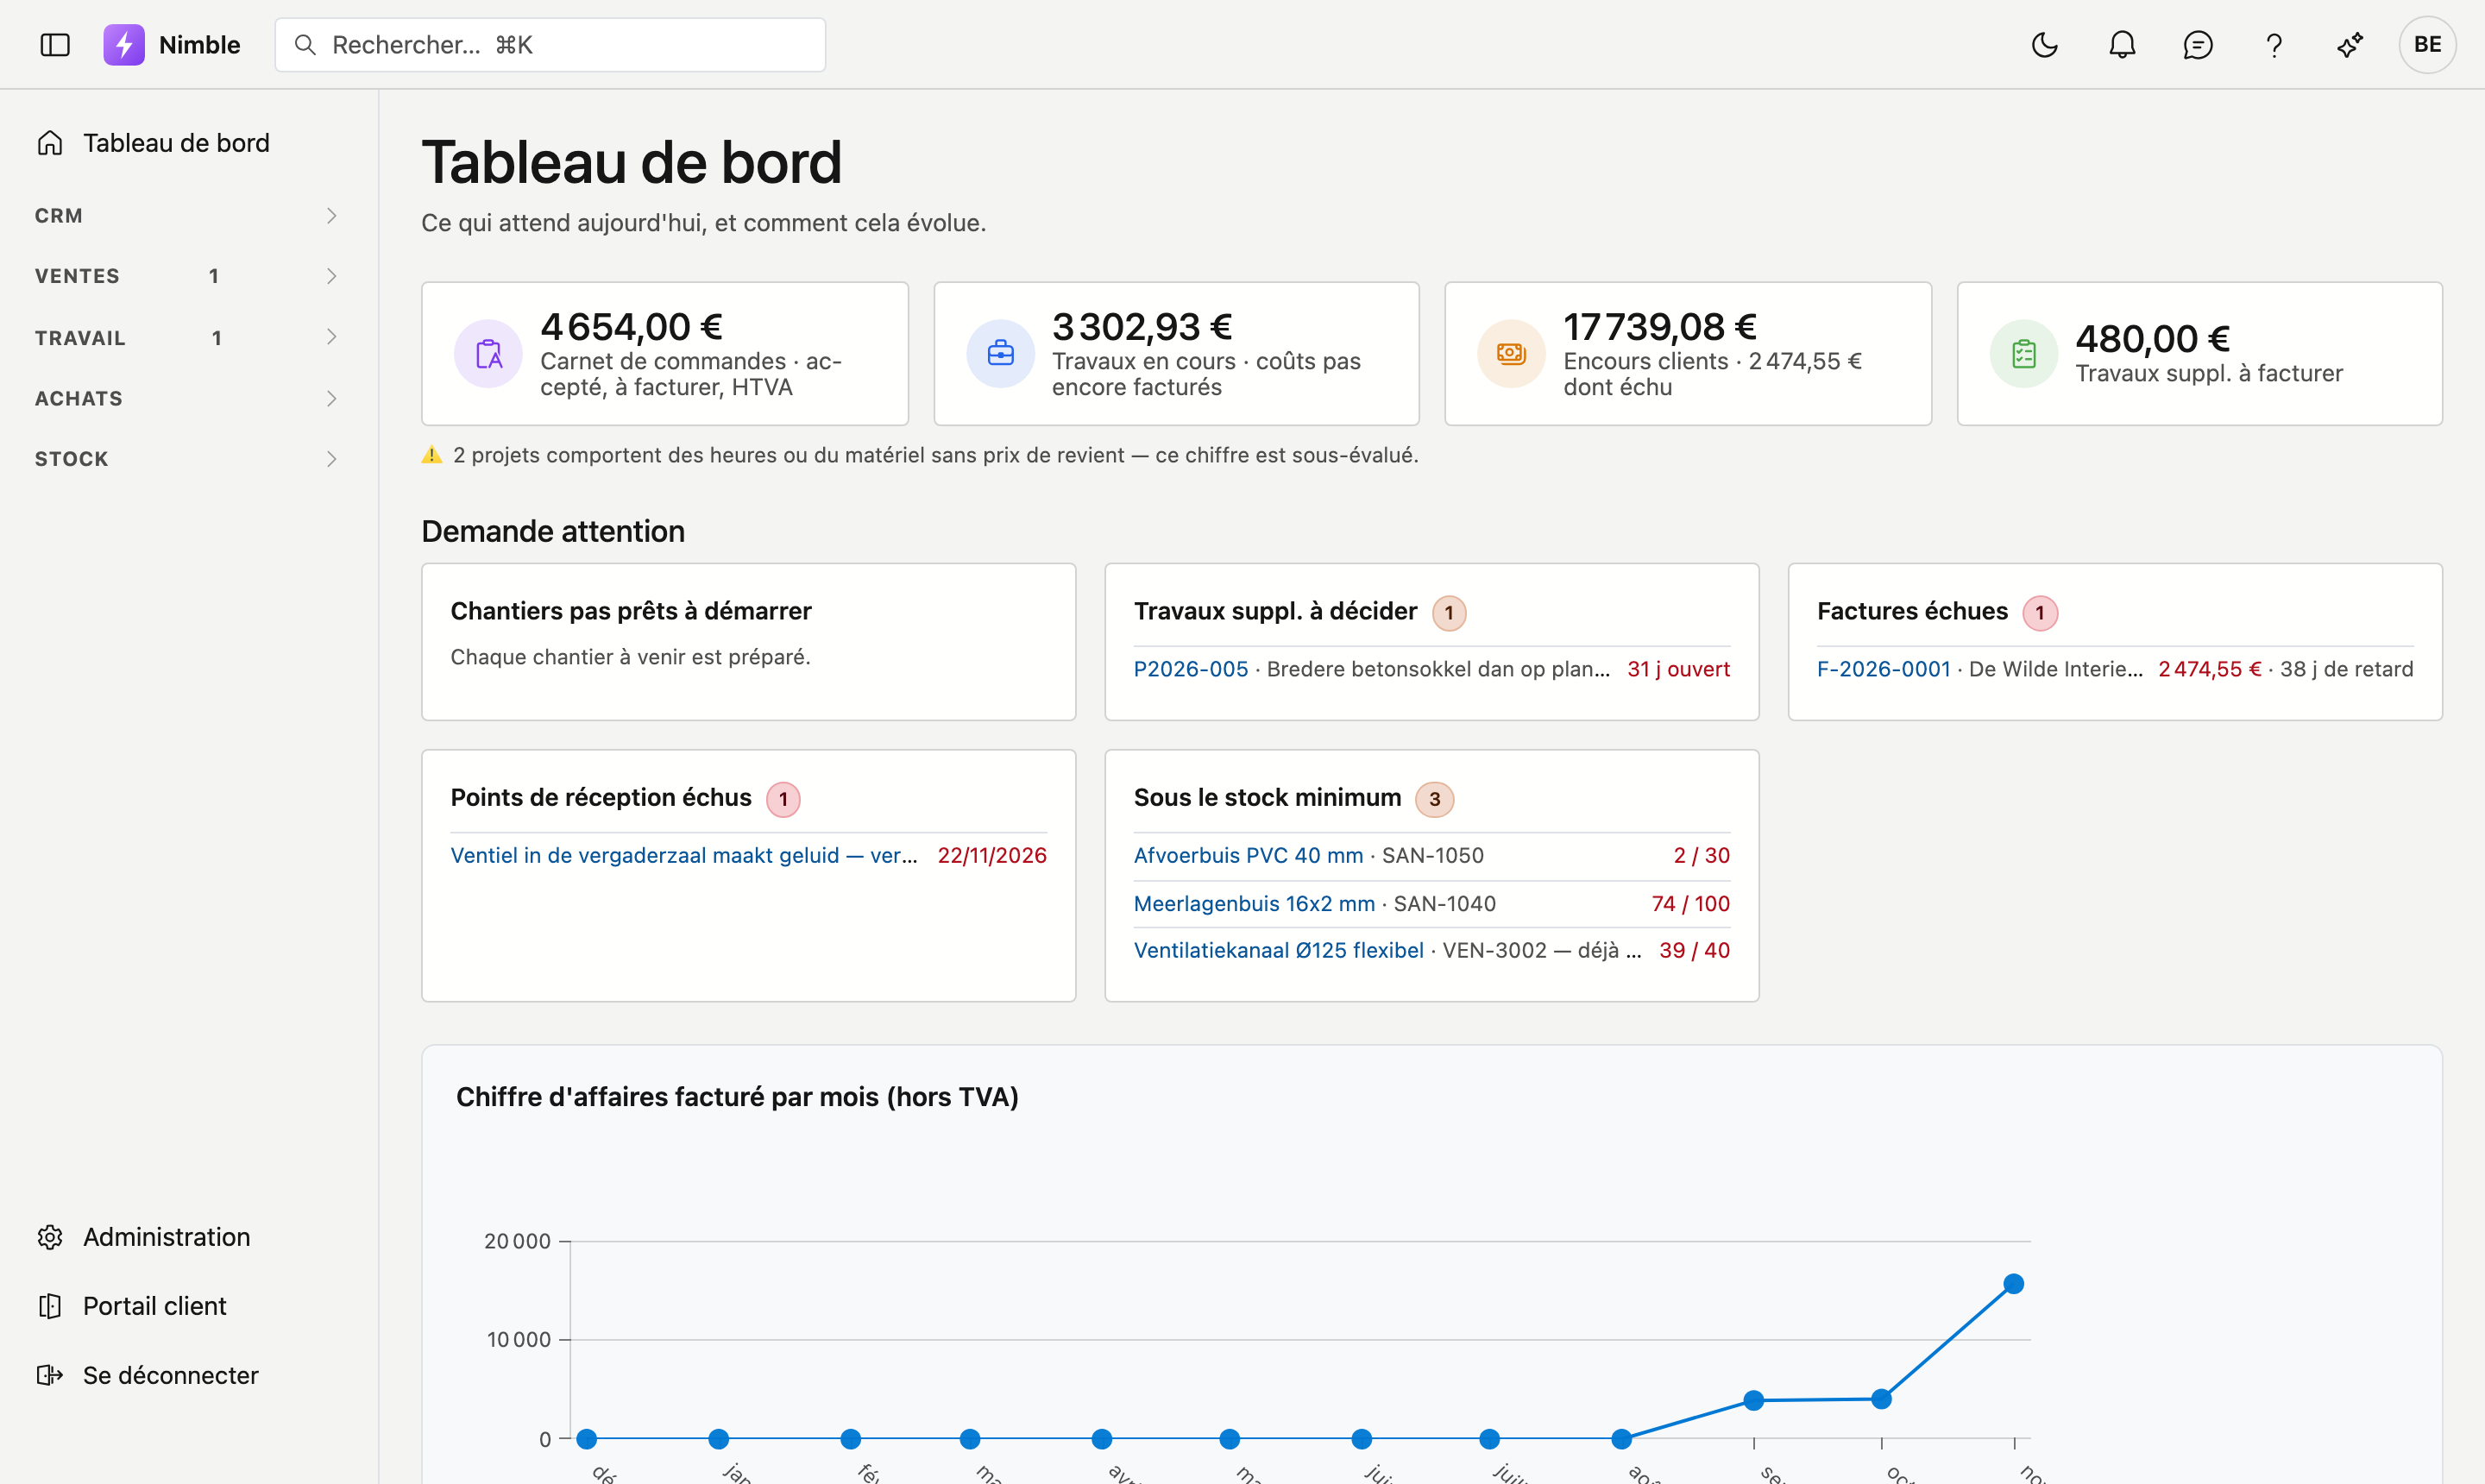 Nimble
Rechercher... ⌘K
BE
Tableau de bord
CRM
VENTES 1
TRAVAIL 1
ACHATS
STOCK
Administration
Portail client
Se déconnecter
Tableau de bord
Ce qui attend aujourd'hui, et comment cela évolue.
4 654,00 €
Carnet de commandes · ac-
cepté, à facturer, HTVA
3 302,93 €
Travaux en cours · coûts pas
encore facturés
17 739,08 €
Encours clients · 2 474,55 €
dont échu
480,00 €
Travaux suppl. à facturer
2 projets comportent des heures ou du matériel sans prix de revient — ce chiffre est sous-évalué.
Demande attention
Chantiers pas prêts à démarrer
Chaque chantier à venir est préparé.
Travaux suppl. à décider 1
P2026-005 · Bredere betonsokkel dan op plan... 31 j ouvert
Factures échues 1
F-2026-0001 · De Wilde Interie... 2 474,55 € · 38 j de retard
Points de réception échus 1
Ventiel in de vergaderzaal maakt geluid — ver... 22/11/2026
Sous le stock minimum 3
Afvoerbuis PVC 40 mm · SAN-1050 2 / 30
Meerlagenbuis 16x2 mm · SAN-1040 74 / 100
Ventilatiekanaal Ø125 flexibel · VEN-3002 — déjà ... 39 / 40
Chiffre d'affaires facturé par mois (hors TVA)
20 000
10 000
0